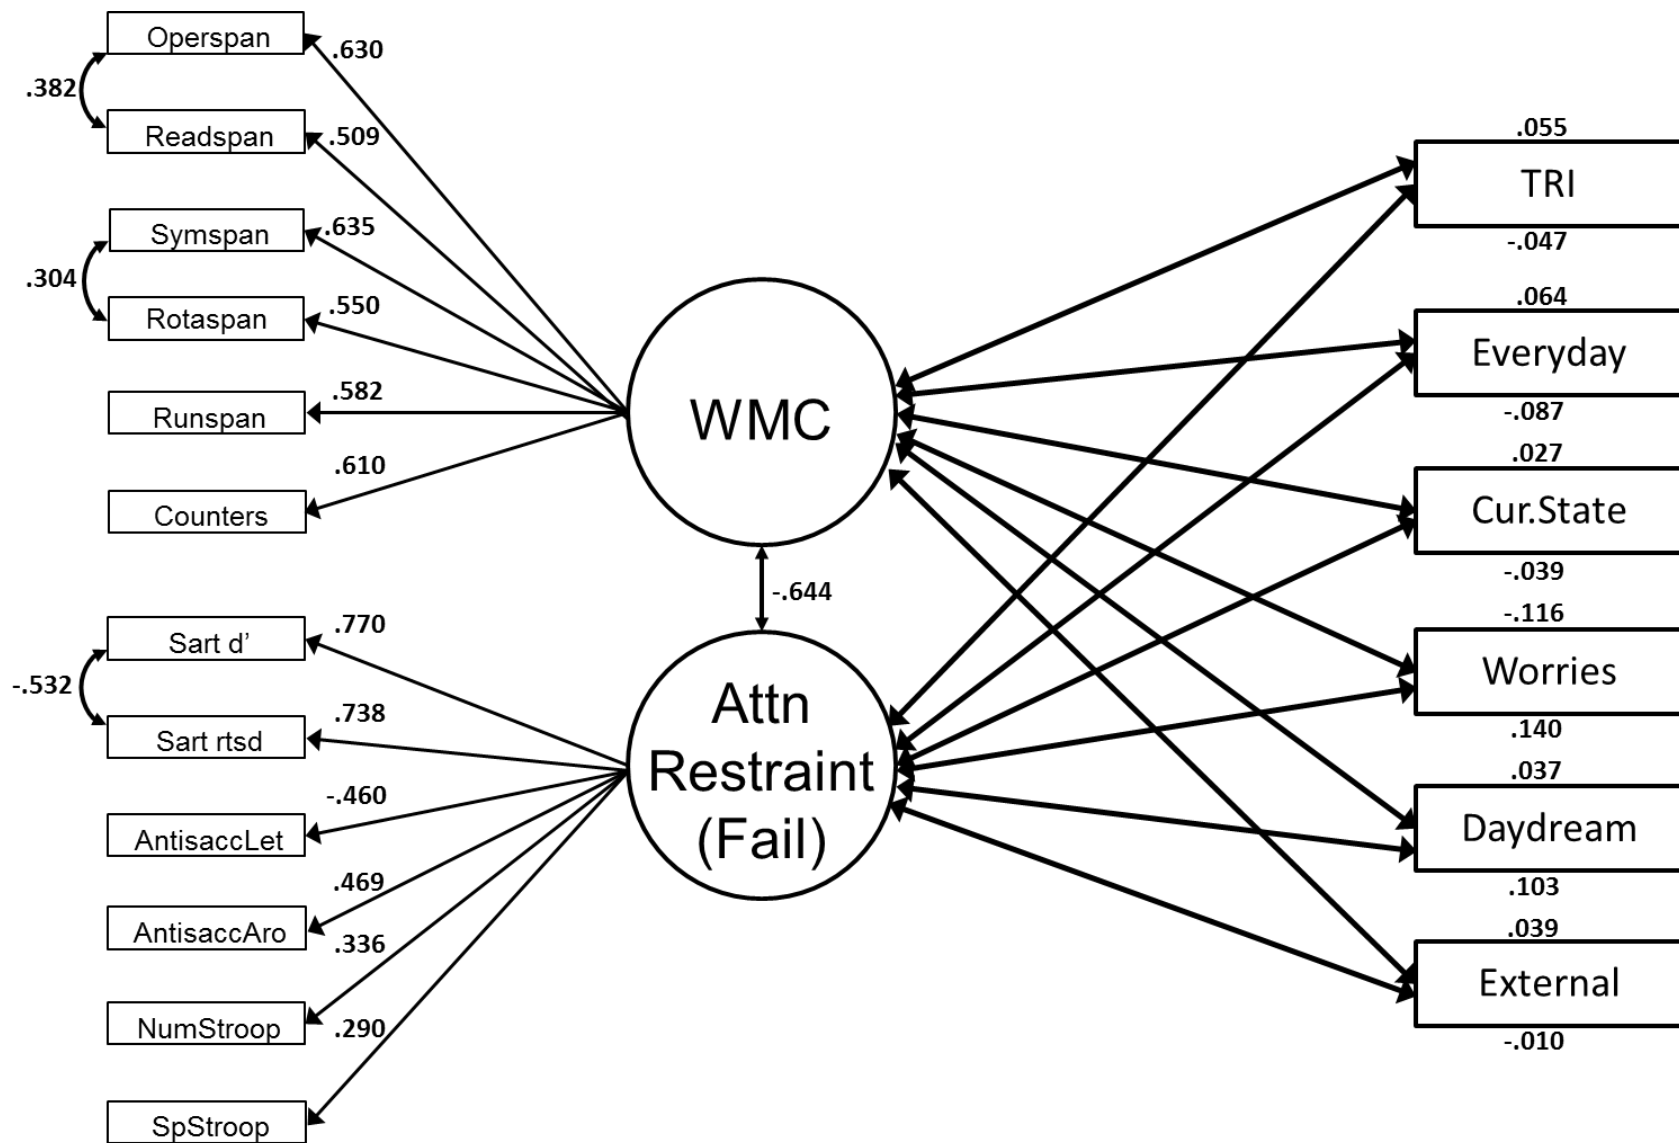 Operspan
.630
.382
Readspan
.509
Symspan
.635
.304
Rotaspan
.550
Runspan
.582
Counters
.610
Sart d’
.770
-.532
Sart rtsd
.738
AntisaccLet
-.460
AntisaccAro
.469
NumStroop
.336
SpStroop
.290
WMC
-.644
Attn
Restraint
(Fail)
.055
TRI
-.047
.064
Everyday
-.087
.027
Cur.State
-.039
-.116
Worries
.140
.037
Daydream
.103
.039
External
-.010